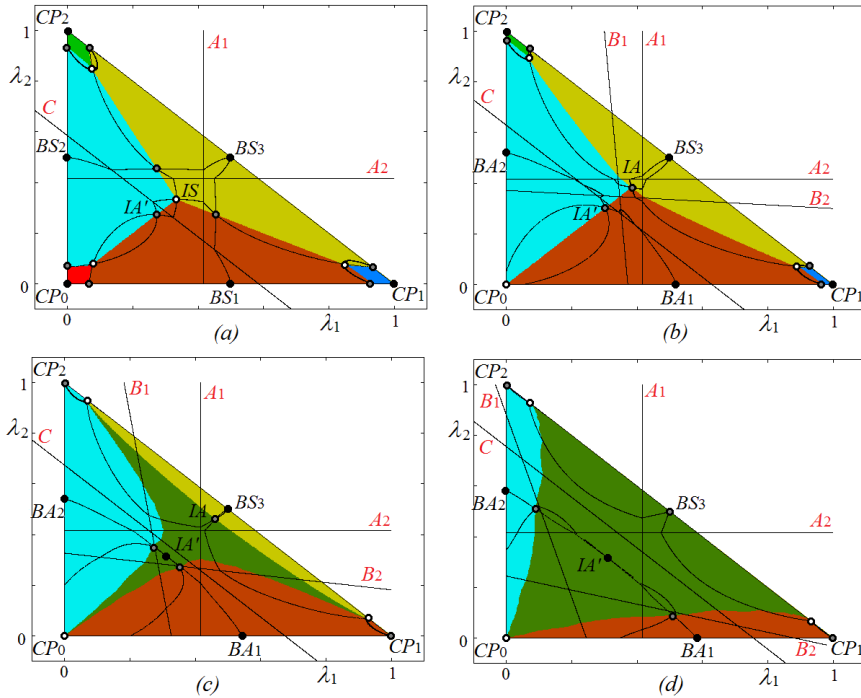 CP2
A1
1
λ2
C
BS2
BS3
A2
IS
IA'
0
CP0
BS1
CP1
0
λ1
1
(a)
CP2
B1
A1
1
λ2
C
BS3
BA2
IA
A2
B2
IA'
0
CP0
BA1
CP1
0
λ1
1
(b)
CP2
B1
A1
1
λ2
C
BA2
BS3
IA
A2
IA'
B2
0
CP0
BA1
CP1
0
λ1
1
(c)
CP2
B1
A1
1
λ2
C
BA2
BS3
A2
IA'
0
CP0
BA1
B2
CP1
0
λ1
1
(d)